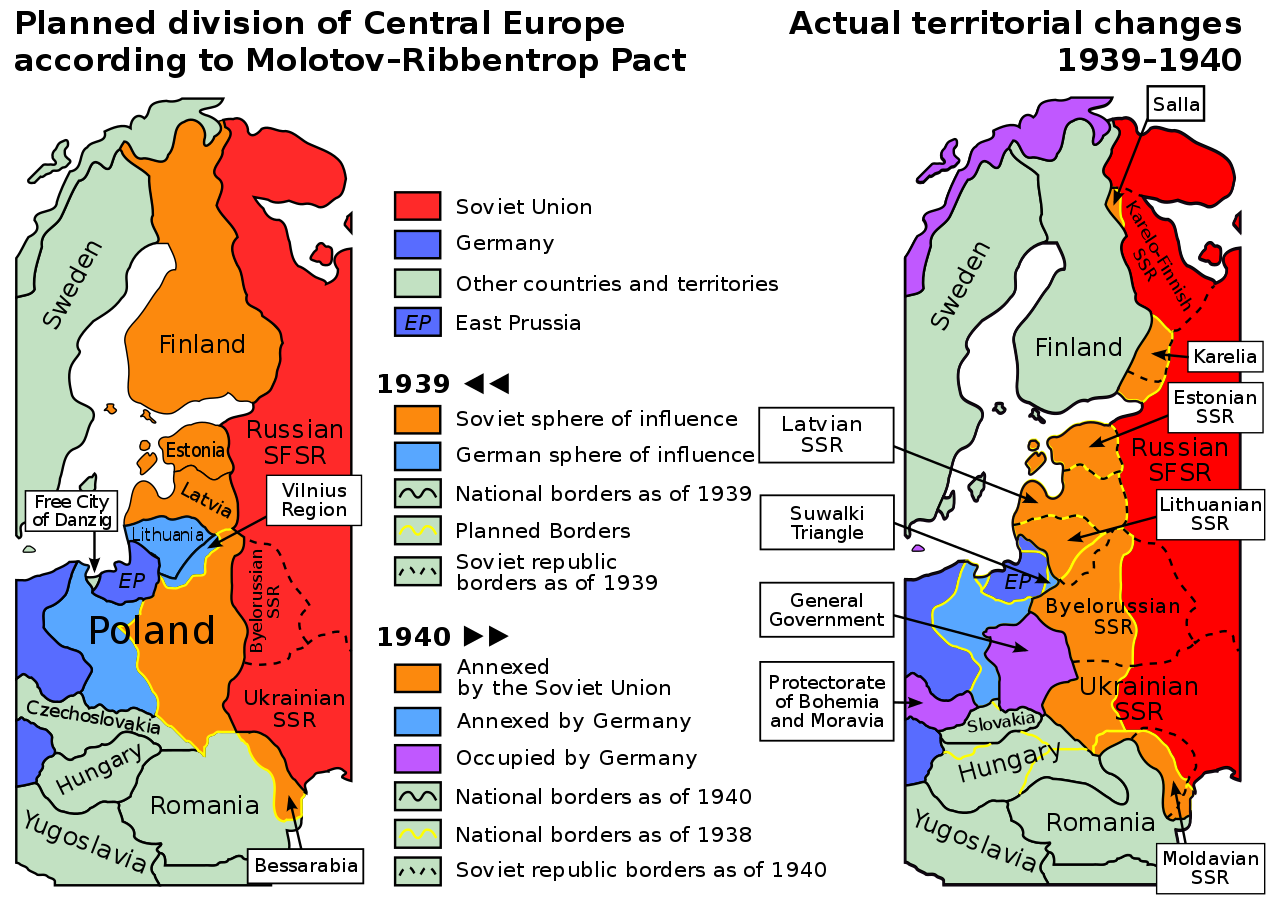 Planned division of Central Europe
according to Molotov–Ribbentrop Pact
Actual territorial changes
1939–1940
Sweden
Finland
Estonia
Latvia
Lithuania
Russian
SFSR
Vilnius
Region
Free City
of Danzig
EP
Poland
Byelorussian
SSR
Ukrainian
SSR
Czechoslovakia
Hungary
Romania
Yugoslavia
Bessarabia
Soviet Union
Germany
Other countries and territories
EP
East Prussia
1939 ◀◀
Soviet sphere of influence
German sphere of influence
National borders as of 1939
Planned Borders
Soviet republic
borders as of 1939
1940 ▶▶
Annexed
by the Soviet Union
Annexed by Germany
Occupied by Germany
National borders as of 1940
National borders as of 1938
Soviet republic borders as of 1940
Salla
Karelo-Finnish
SSR
Sweden
Finland
Karelia
Estonian
SSR
Latvian
SSR
Russian
SFSR
Lithuanian
SSR
Suwalki
Triangle
EP
General
Government
Byelorussian
SSR
Protectorate
of Bohemia
and Moravia
Ukrainian
SSR
Slovakia
Hungary
Romania
Yugoslavia
Moldavian
SSR